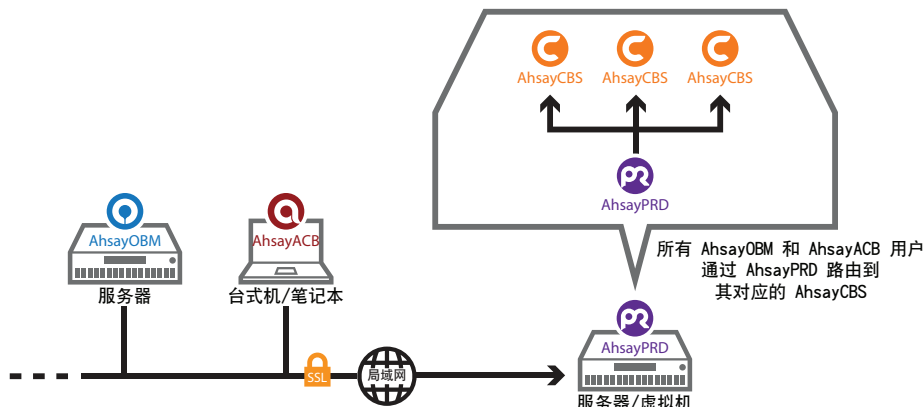 AhsayCBS AhsayCBS AhsayCBS
AhsayPRD
所有 AhsayOBM 和 AhsayACB 用户
通过 AhsayPRD 路由到
其对应的 AhsayCBS
AhsayOBM
服务器
AhsayACB
台式机/笔记本
SSL
局域网
AhsayPRD
服务器/虚拟机